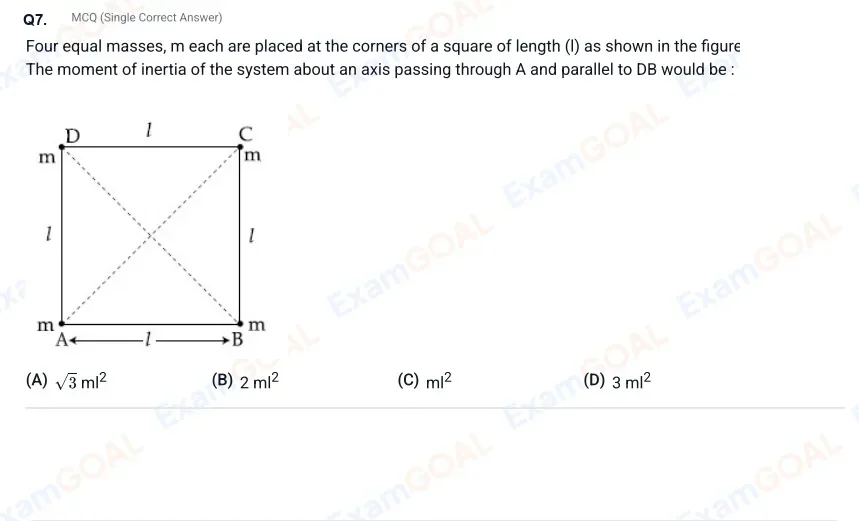 Q7. MCQ (Single Correct Answer)
Four equal masses, m each are placed at the corners of a square of length (l) as shown in the figure
The moment of inertia of the system about an axis passing through A and parallel to DB would be :
D l C
m m
l l
m m
A l B
(A) √3 ml² (B) 2 ml² (C) ml² (D) 3 ml²
ExamGOAL